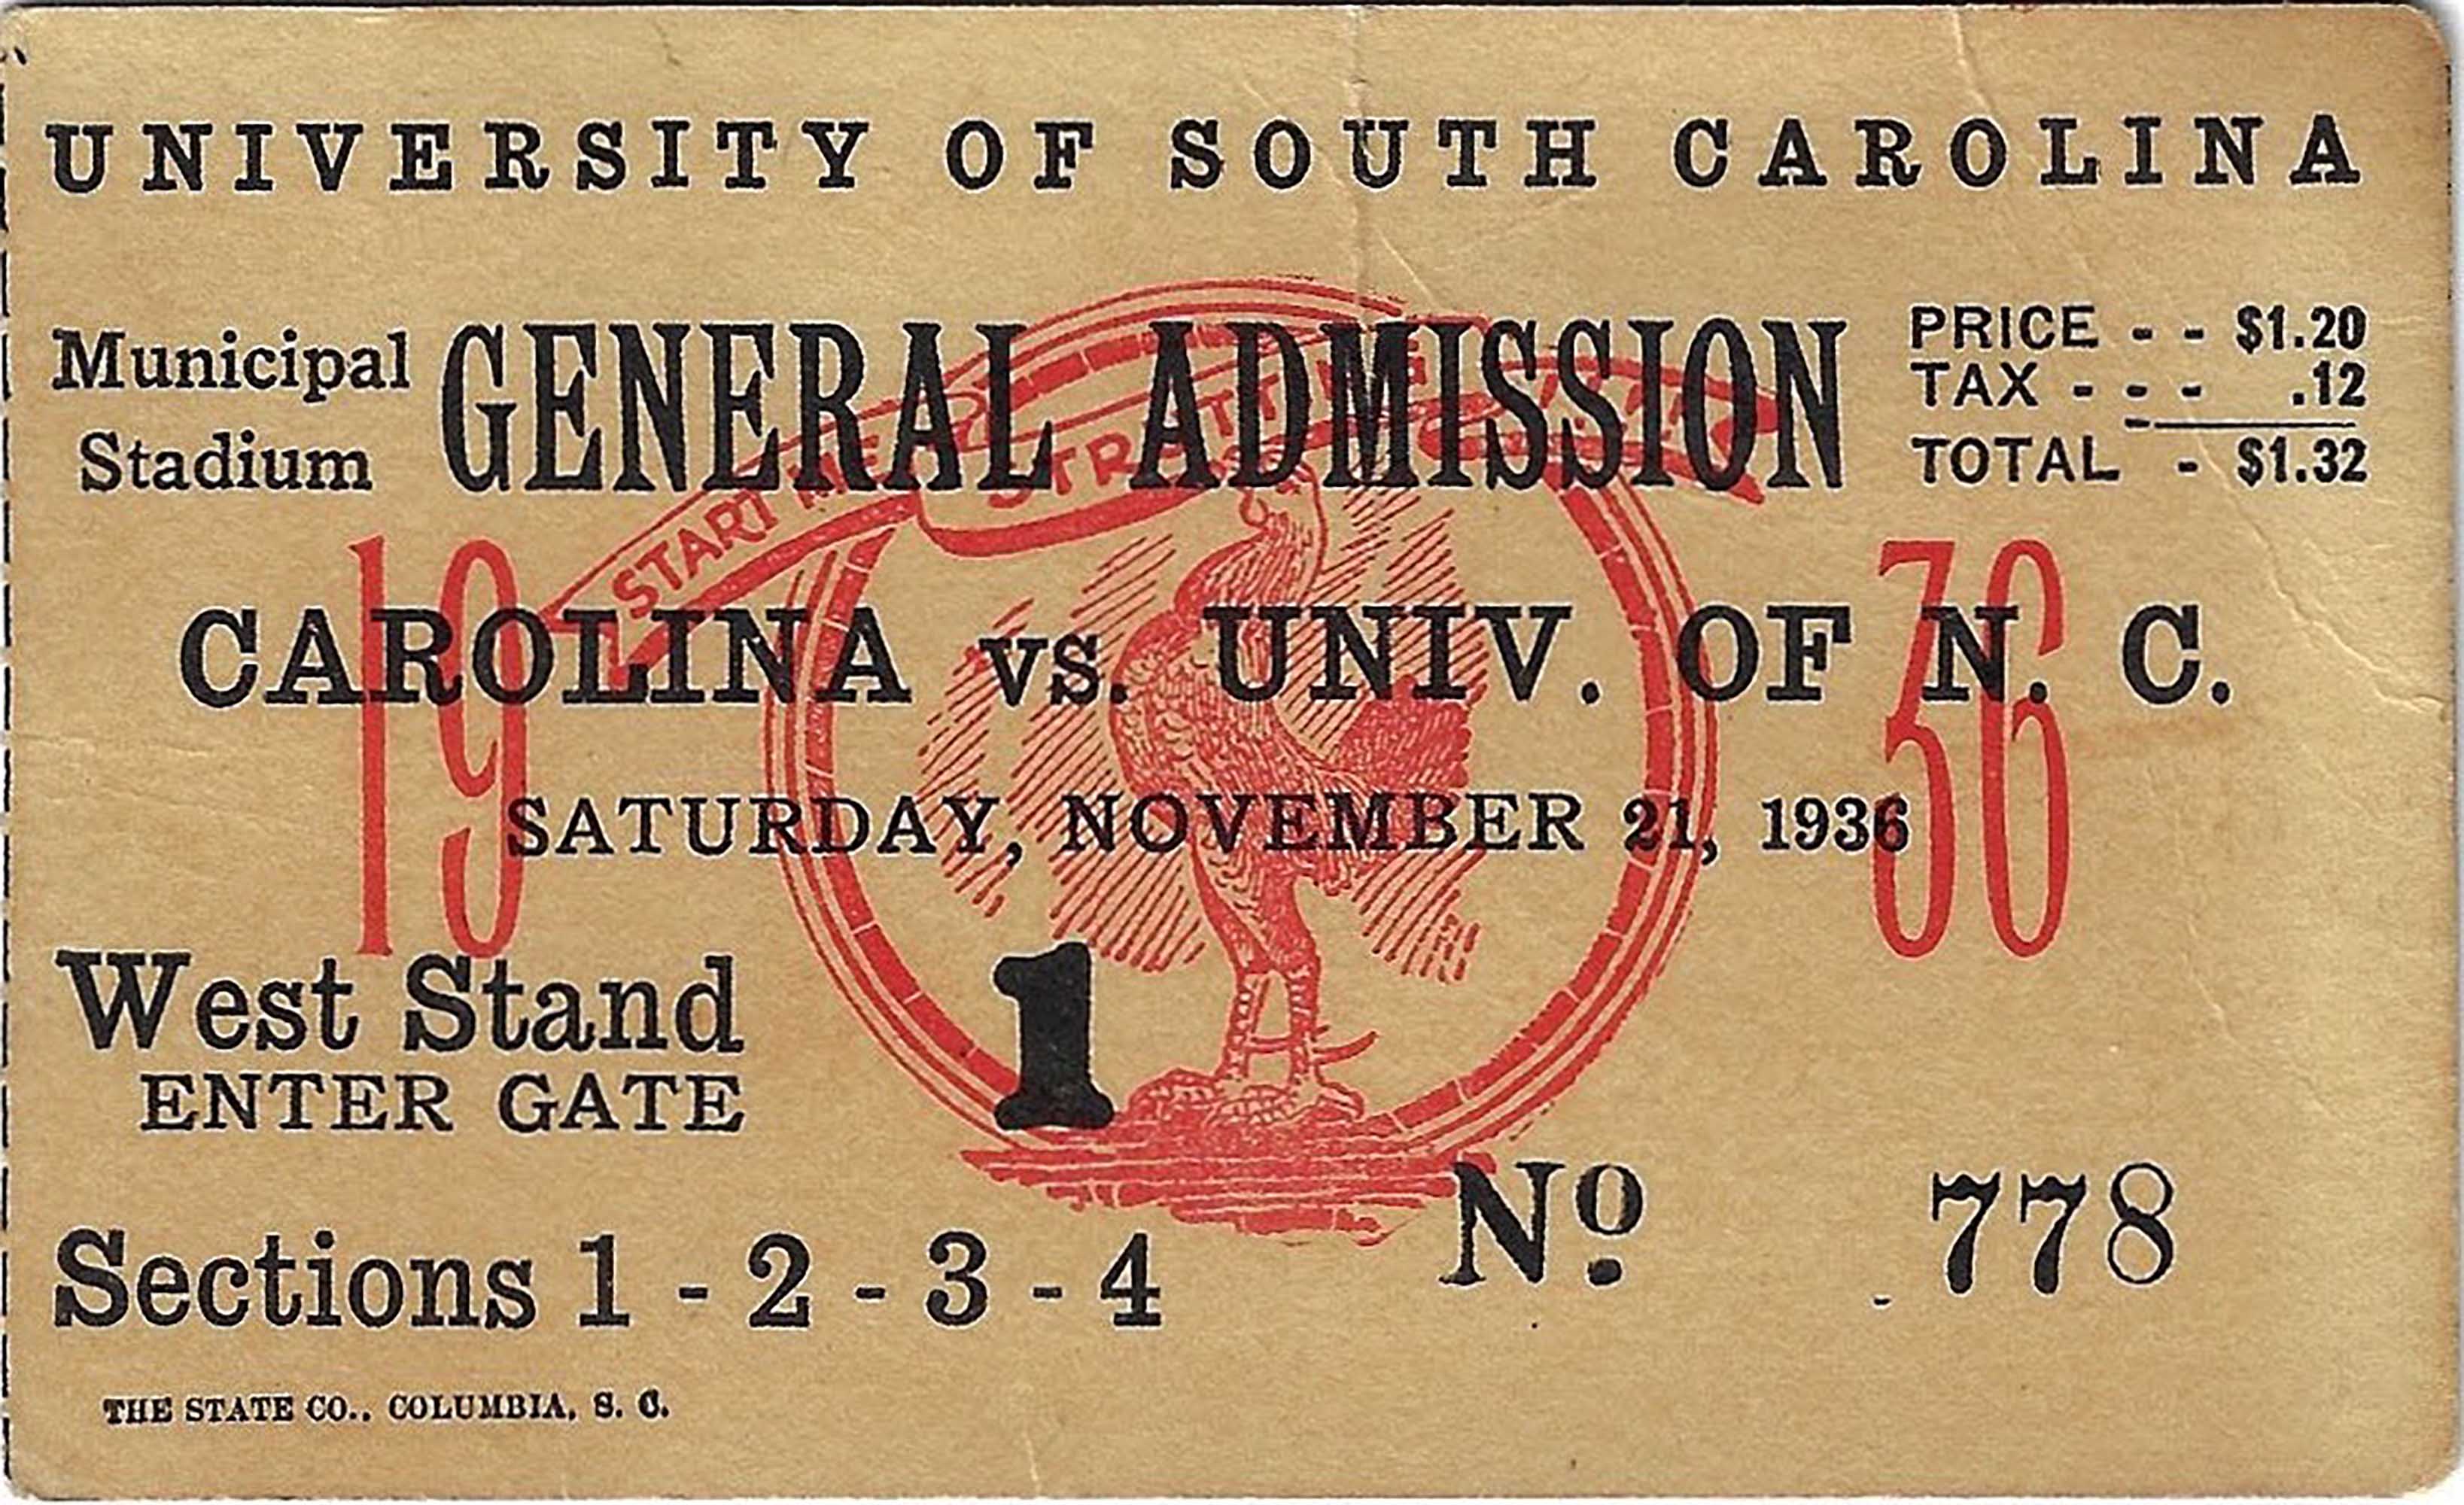 UNIVERSITY OF SOUTH CAROLINA
Municipal Stadium
GENERAL ADMISSION
PRICE - - $1.20
TAX - - - .12
TOTAL - $1.32
START ME
19 36
CAROLINA vs. UNIV. OF N. C.
SATURDAY, NOVEMBER 21, 1936
West Stand
ENTER GATE 1
Sections 1 - 2 - 3 - 4
No. 778
THE STATE CO., COLUMBIA, S. C.